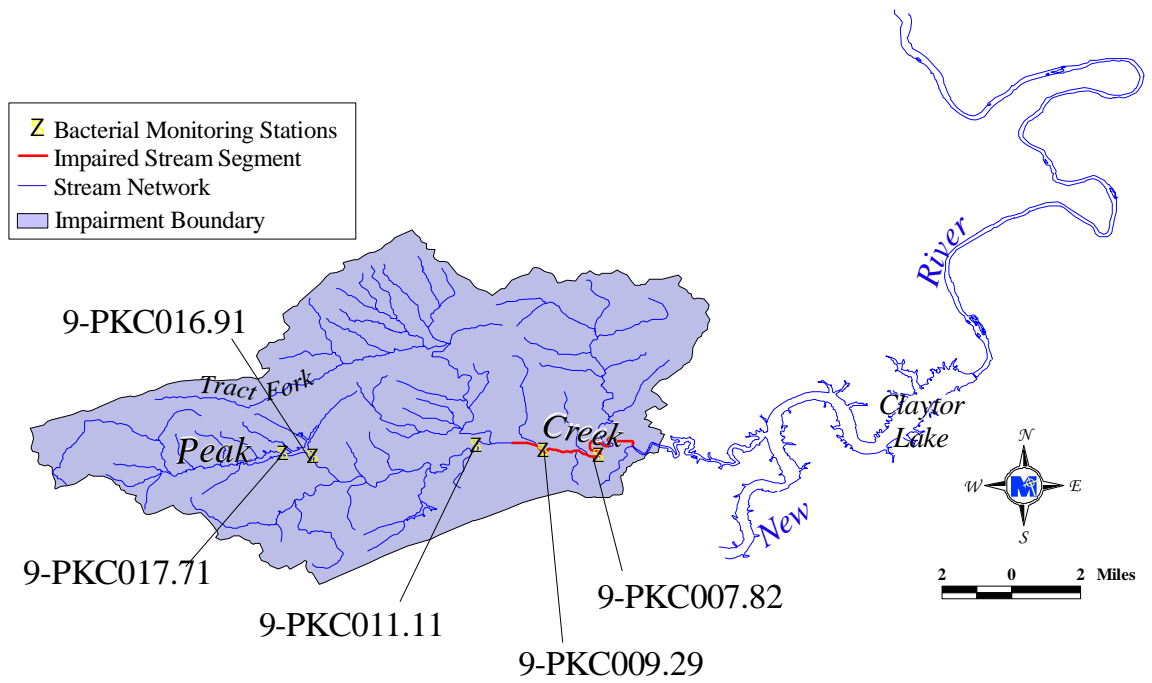 Z Bacterial Monitoring Stations
Impaired Stream Segment
Stream Network
Impairment Boundary
River
9-PKC016.91
Tract Fork
Claytor
Lake
Peak
Creek
Z
Z
Z
Z
Z
New
N
W
M
E
S
9-PKC017.71
2 0 2 Miles
9-PKC007.82
9-PKC011.11
9-PKC009.29